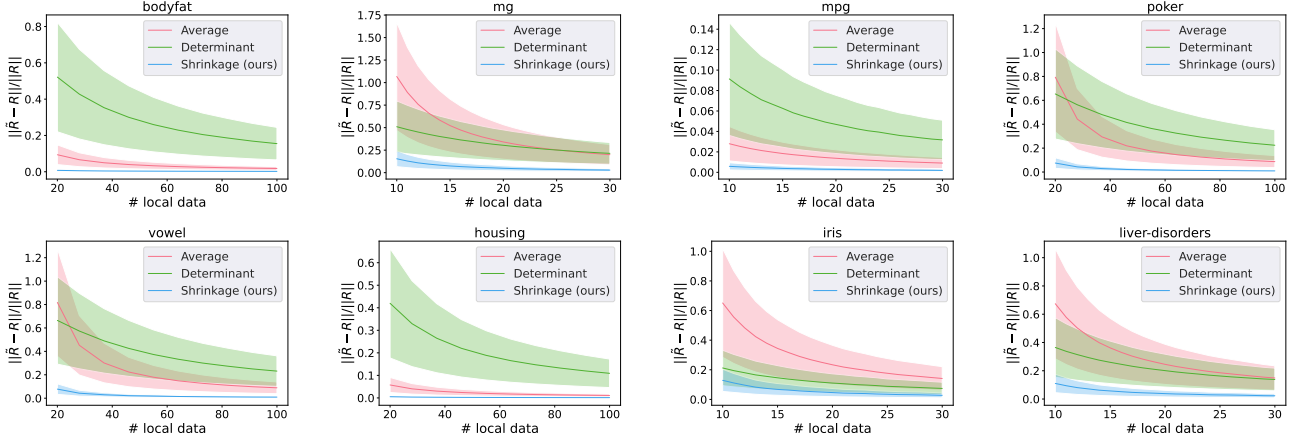 bodyfat
||R̃ − R||/||R||
0.8
0.6
0.4
0.2
0.0
Average
Determinant
Shrinkage (ours)
20 40 60 80 100
# local data
mg
||R̃ − R||/||R||
1.75
1.50
1.25
1.00
0.75
0.50
0.25
0.00
Average
Determinant
Shrinkage (ours)
10 15 20 25 30
# local data
mpg
||R̃ − R||/||R||
0.14
0.12
0.10
0.08
0.06
0.04
0.02
0.00
Average
Determinant
Shrinkage (ours)
10 15 20 25 30
# local data
poker
||R̃ − R||/||R||
1.2
1.0
0.8
0.6
0.4
0.2
0.0
Average
Determinant
Shrinkage (ours)
20 40 60 80 100
# local data
vowel
||R̃ − R||/||R||
1.2
1.0
0.8
0.6
0.4
0.2
0.0
Average
Determinant
Shrinkage (ours)
20 40 60 80 100
# local data
housing
||R̃ − R||/||R||
0.7
0.6
0.5
0.4
0.3
0.2
0.1
0.0
Average
Determinant
Shrinkage (ours)
20 40 60 80 100
# local data
iris
||R̃ − R||/||R||
1.0
0.8
0.6
0.4
0.2
0.0
Average
Determinant
Shrinkage (ours)
10 15 20 25 30
# local data
liver-disorders
||R̃ − R||/||R||
1.0
0.8
0.6
0.4
0.2
0.0
Average
Determinant
Shrinkage (ours)
10 15 20 25 30
# local data